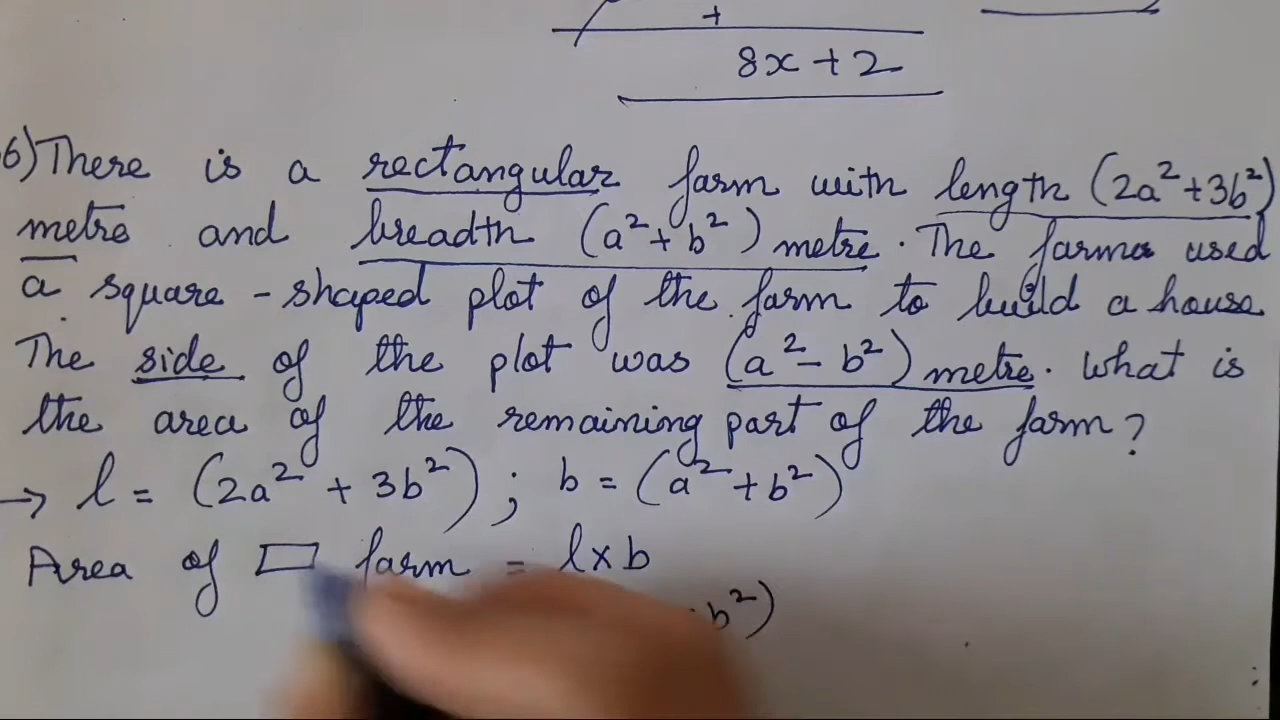 +
8x + 2
6) There is a rectangular farm with length (2a² + 3b²)
metre and breadth (a² + b²) metre. The farmer used
a square-shaped plot of the farm to build a house
The side of the plot was (a² - b²) metre. What is
the area of the remaining part of the farm?
→ l = (2a² + 3b²) ; b = (a² + b²)
Area of ▭ farm = l × b
b²)